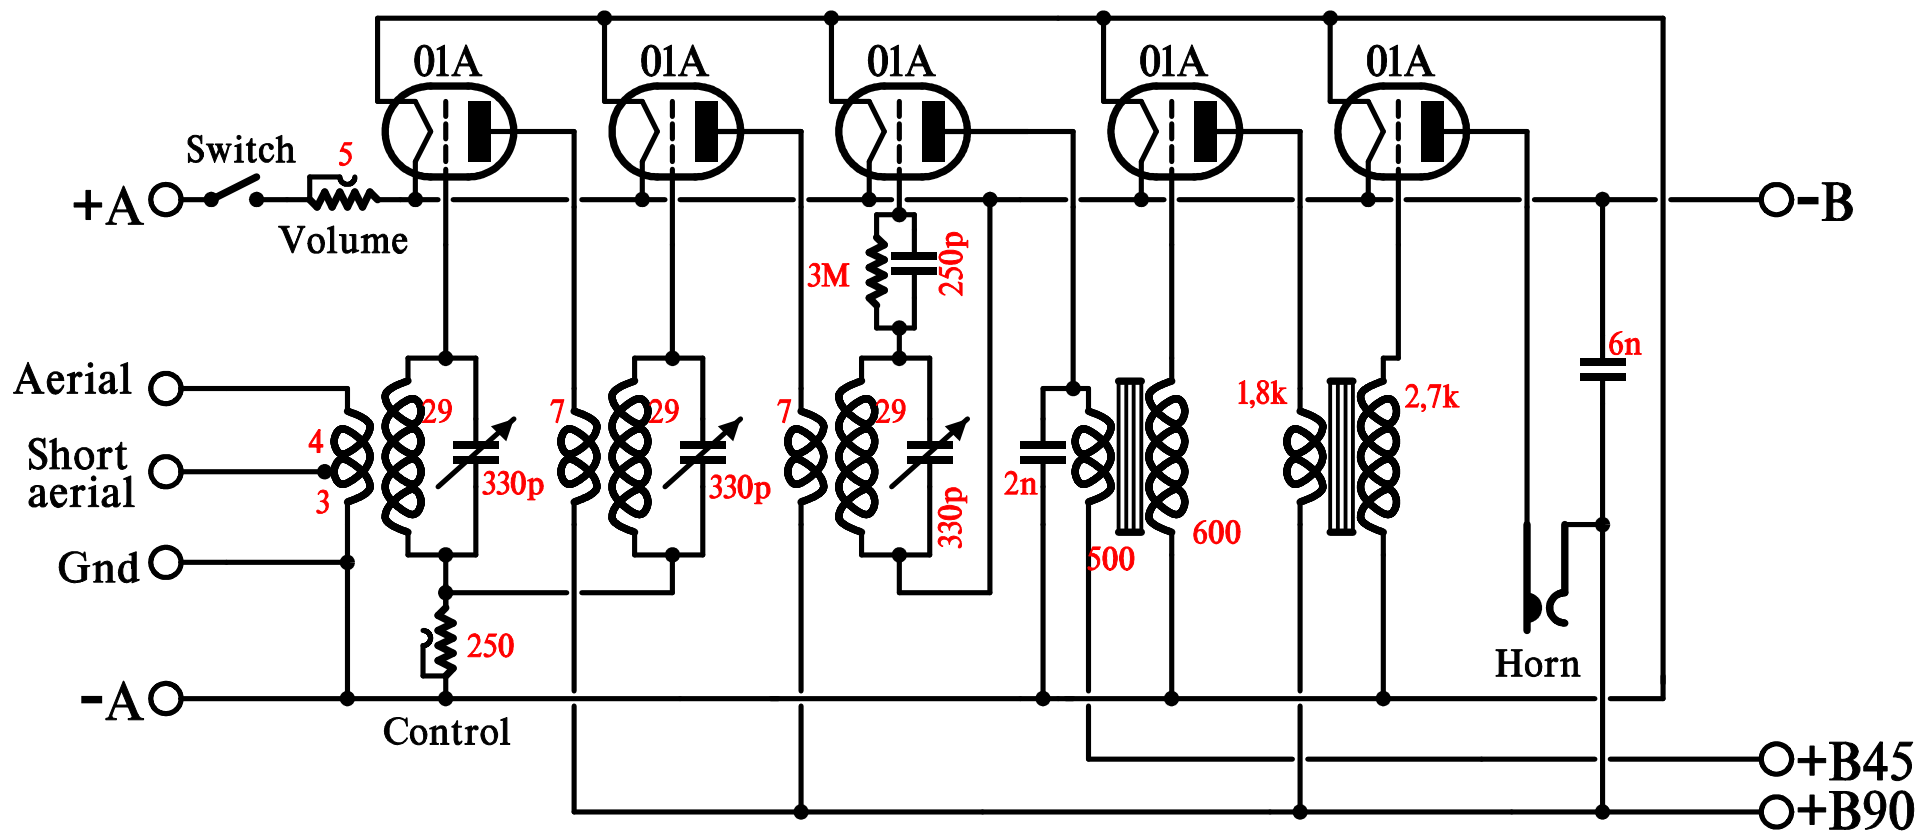 01A 01A 01A 01A 01A
Switch
5
+A
-B
Volume
3M
250p
6n
Aerial
29
7
29
7
29
1,8k
2,7k
4
Short
aerial
330p
330p
2n
3
330p
600
500
Gnd
250
Horn
-A
Control
+B45
+B90